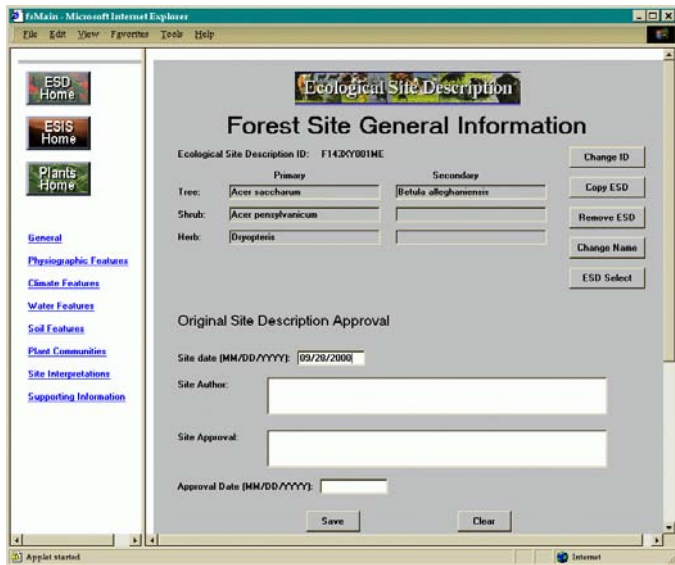 fsMain - Microsoft Internet Explorer
File Edit View Favorites Tools Help
ESD Home
ESIS Home
Plants Home
General
Physiographic Features
Climate Features
Water Features
Soil Features
Plant Communities
Site Interpretations
Supporting Information
Ecological Site Description
Forest Site General Information
Ecological Site Description ID: F143XY001ME
Primary Secondary
Tree: Acer saccharum Betula alleghaniensis
Shrub: Acer pensylvanicum
Herb: Dryopteris
Change ID
Copy ESD
Remove ESD
Change Name
ESD Select
Original Site Description Approval
Site date (MM/DD/YYYY): 09/28/2000
Site Author:
Site Approval:
Approval Date (MM/DD/YYYY):
Save Clear
Applet started. Internet